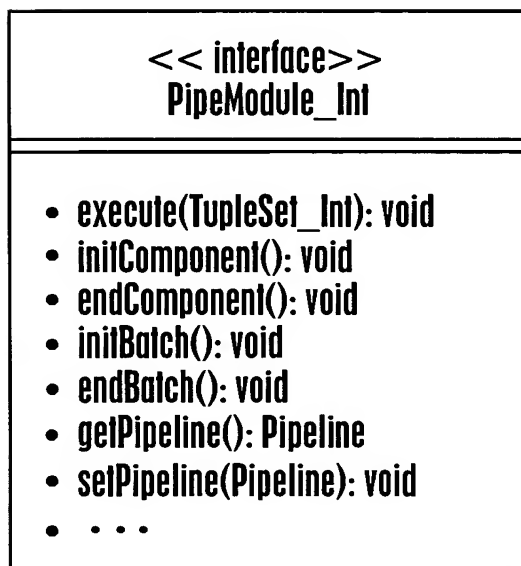 << interface>>
PipeModule_Int
• execute(TupleSet_Int): void
• initComponent(): void
• endComponent(): void
• initBatch(): void
• endBatch(): void
• getPipeline(): Pipeline
• setPipeline(Pipeline): void
• • • •